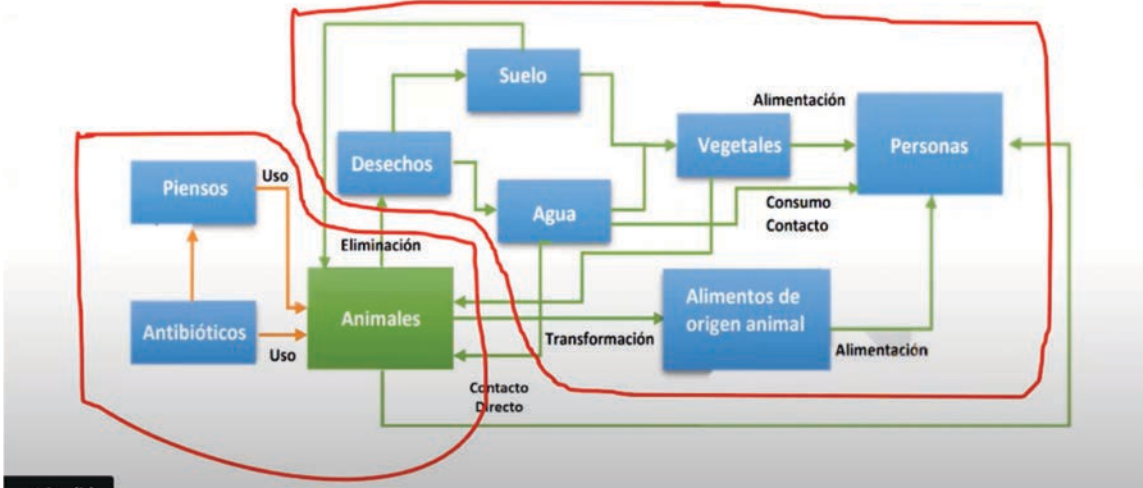 Suelo
Alimentación
Desechos
Vegetales
Personas
Piensos
Uso
Agua
Consumo
Contacto
Eliminación
Antibióticos
Uso
Animales
Alimentos de
origen animal
Transformación
Alimentación
Contacto
Directo